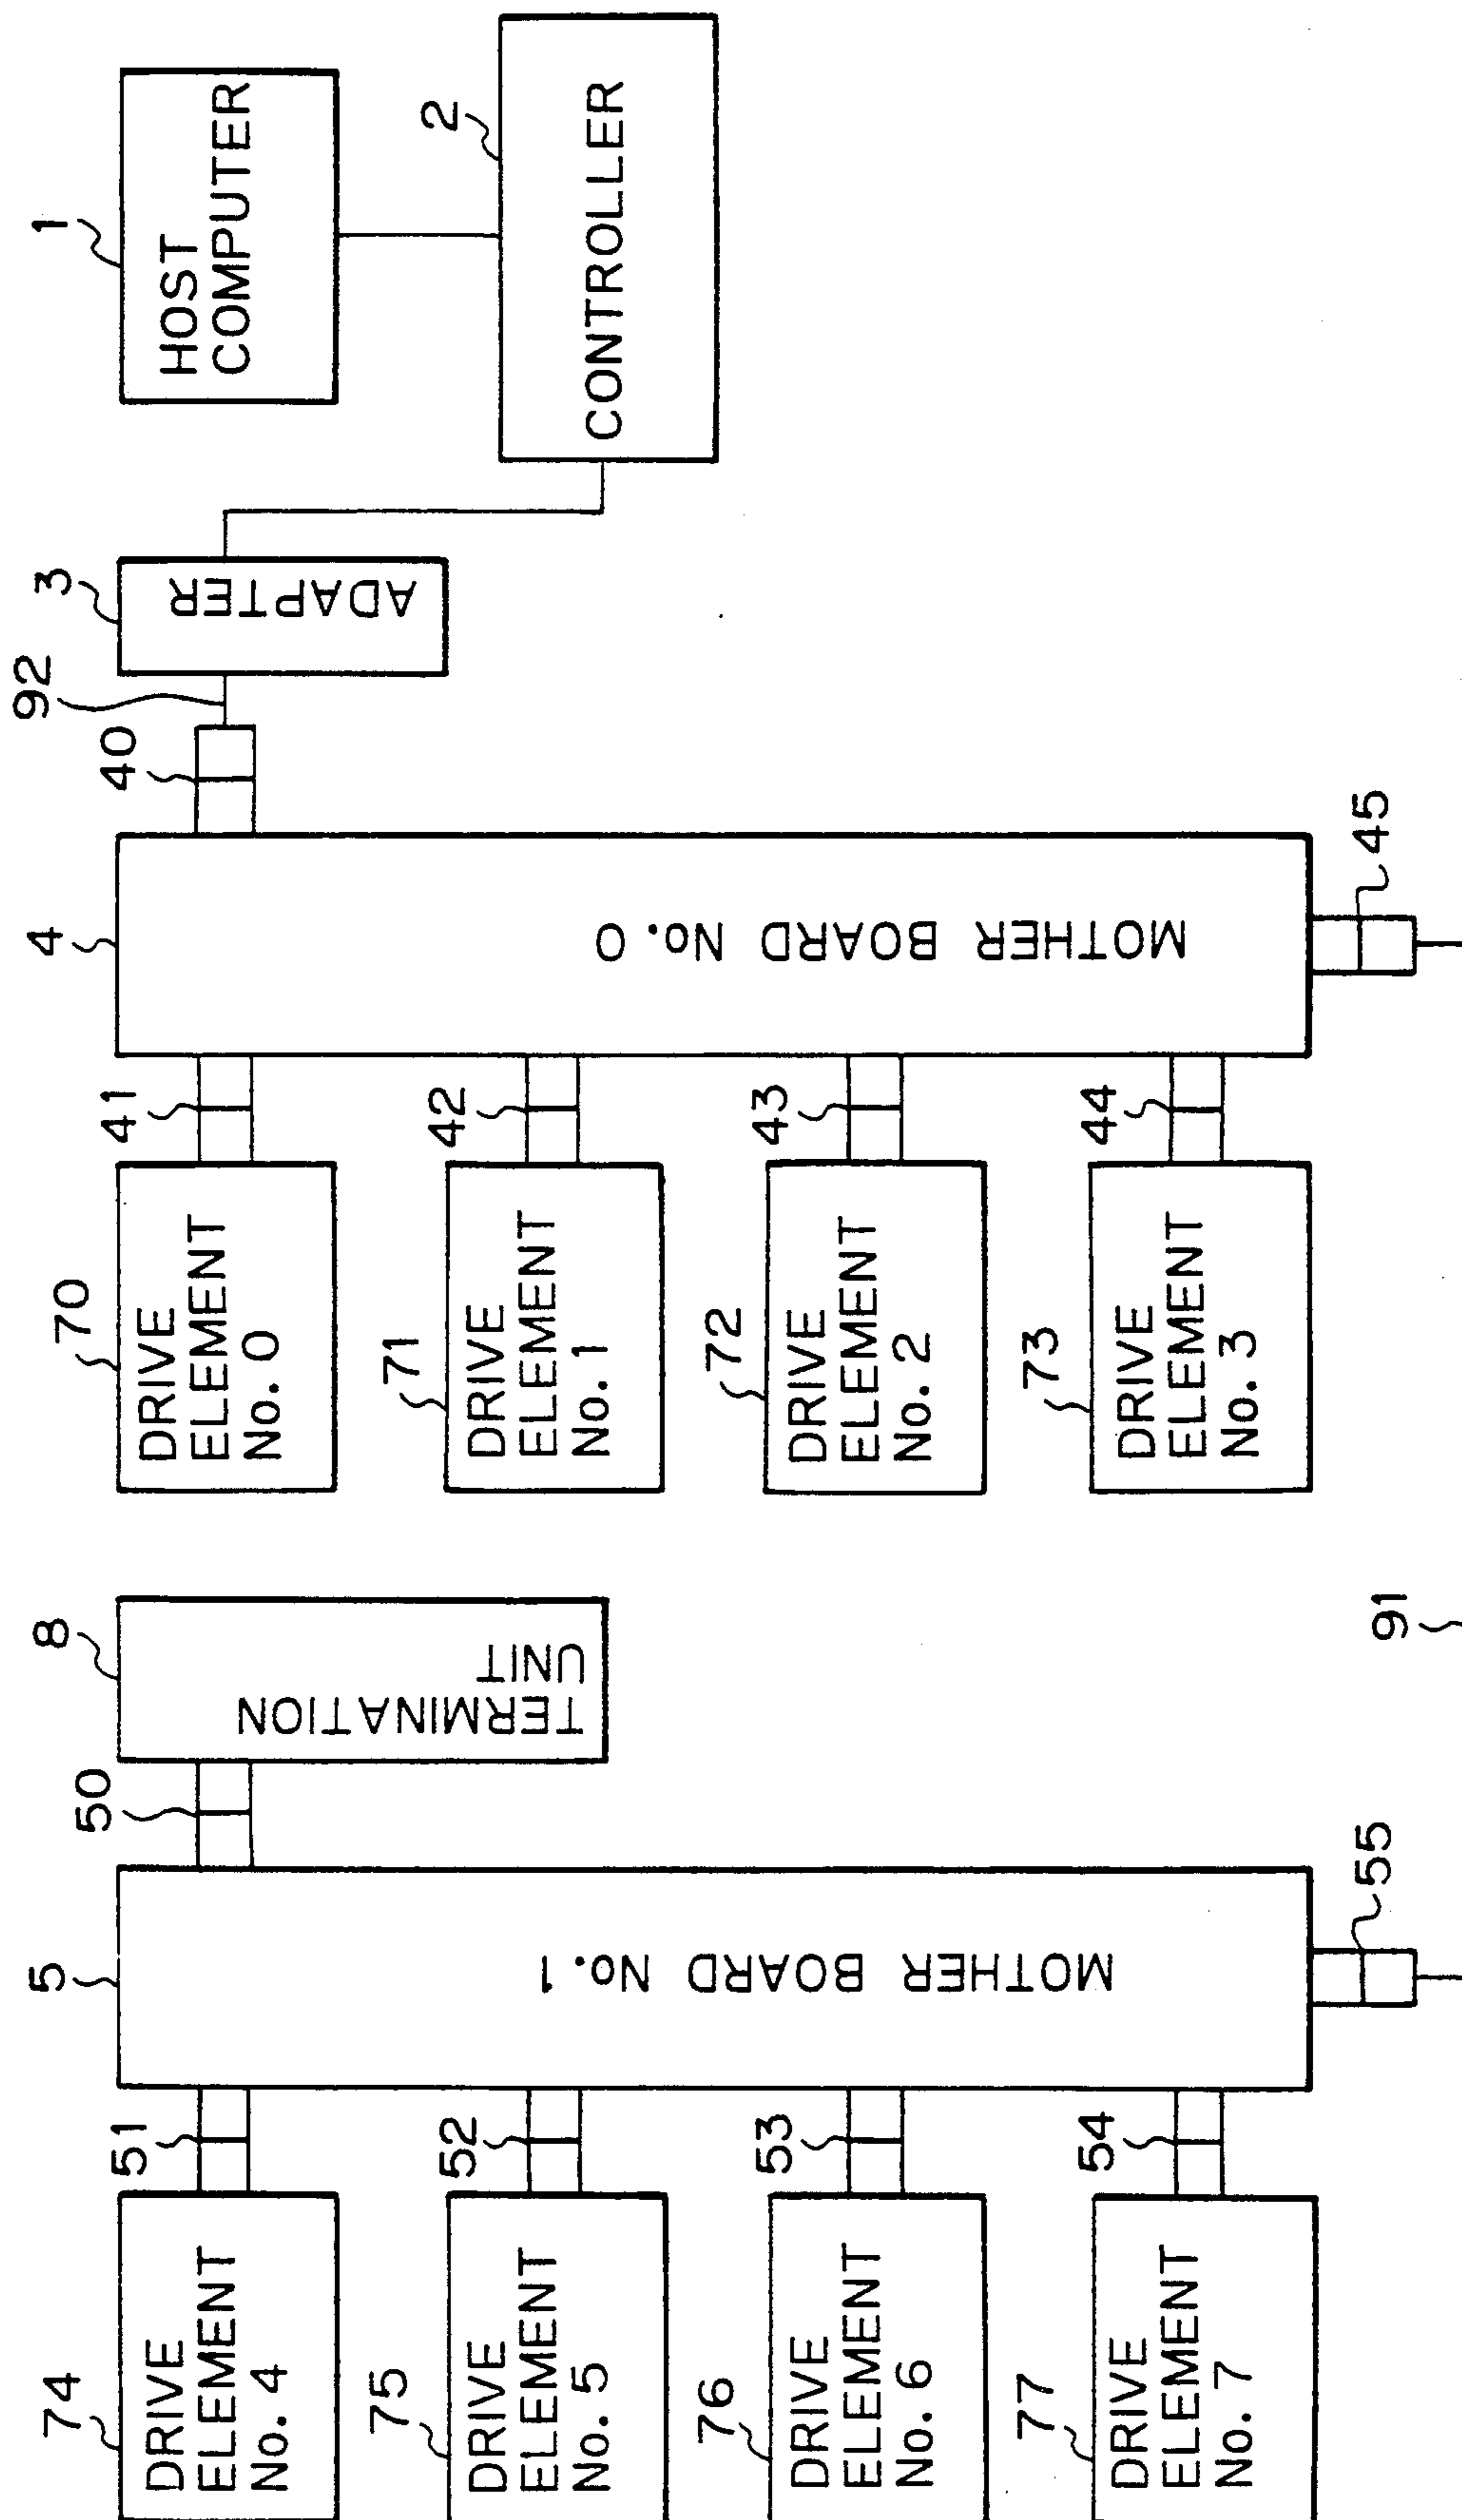 1
HOST
COMPUTER
2
CONTROLLER
3
ADAPTER
92
40
4
MOTHER BOARD No. 0
45
41
42
43
44
70
DRIVE
ELEMENT
No. 0
71
DRIVE
ELEMENT
No. 1
72
DRIVE
ELEMENT
No. 2
73
DRIVE
ELEMENT
No. 3
8
TERMINATION
UNIT
91
50
5
MOTHER BOARD No. 1
55
51
52
53
54
74
DRIVE
ELEMENT
No. 4
75
DRIVE
ELEMENT
No. 5
76
DRIVE
ELEMENT
No. 6
77
DRIVE
ELEMENT
No. 7